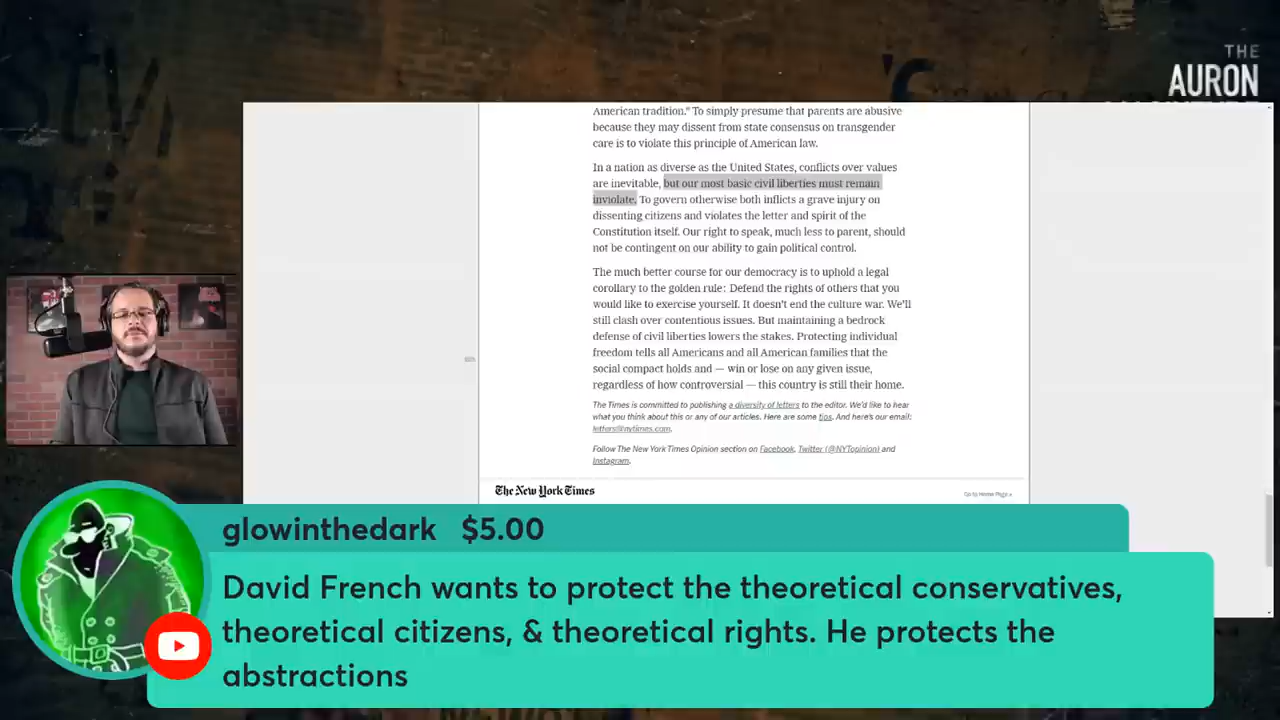 THE
AURON
American tradition." To simply presume that parents are abusive
because they may dissent from state consensus on transgender
care is to violate this principle of American law.
In a nation as diverse as the United States, conflicts over values
are inevitable, but our most basic civil liberties must remain
inviolate. To govern otherwise both inflicts a grave injury on
dissenting citizens and violates the letter and spirit of the
Constitution itself. Our right to speak, much less to parent, should
not be contingent on our ability to gain political control.
The much better course for our democracy is to uphold a legal
corollary to the golden rule: Defend the rights of others that you
would like to exercise yourself. It doesn't end the culture war. We'll
still clash over contentious issues. But maintaining a bedrock
defense of civil liberties lowers the stakes. Protecting individual
freedom tells all Americans and all American families that the
social compact holds and — win or lose on any given issue,
regardless of how controversial — this country is still their home.
The Times is committed to publishing a diversity of letters to the editor. We'd like to hear
what you think about this or any of our articles. Here are some tips. And here's our email:
letters@nytimes.com.
Follow The New York Times Opinion section on Facebook, Twitter (@NYTopinion) and
Instagram.
The New York Times
Go to Home Page »
glowinthedark $5.00
David French wants to protect the theoretical conservatives,
theoretical citizens, & theoretical rights. He protects the
abstractions